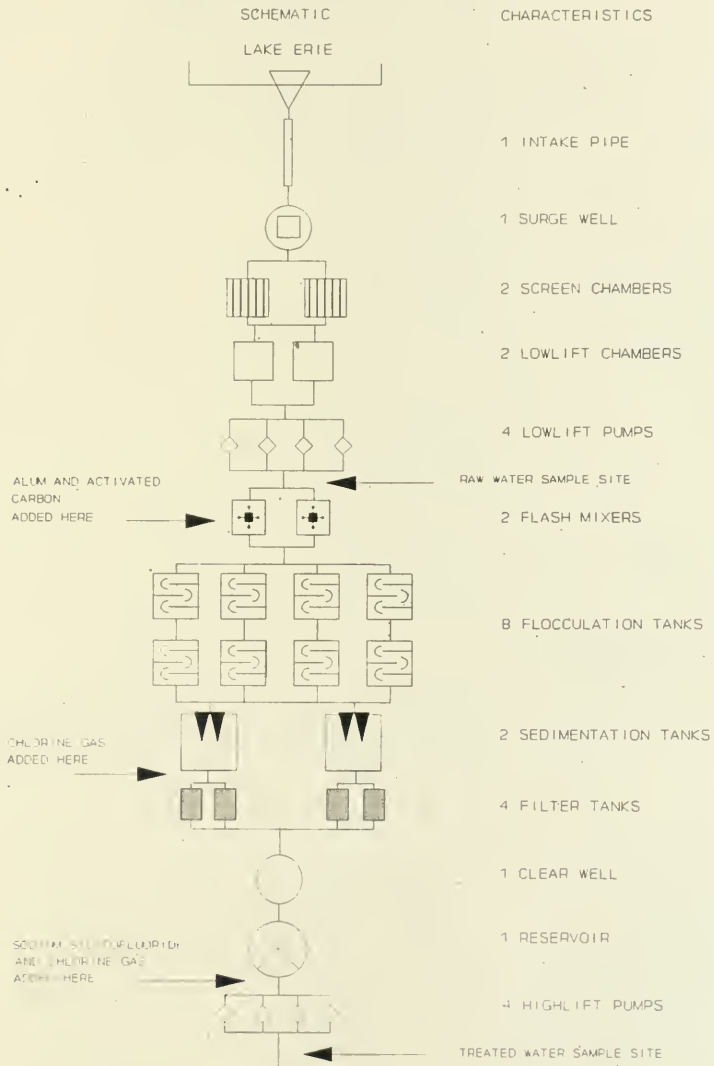 SCHEMATIC
CHARACTERISTICS
LAKE ERIE
1 INTAKE PIPE
1 SURGE WELL
2 SCREEN CHAMBERS
2 LOWLIFT CHAMBERS
4 LOWLIFT PUMPS
RAW WATER SAMPLE SITE
ALUM AND ACTIVATED
CARBON
ADDED HERE
2 FLASH MIXERS
8 FLOCCULATION TANKS
2 SEDIMENTATION TANKS
CHLORINE GAS
ADDED HERE
4 FILTER TANKS
1 CLEAR WELL
1 RESERVOIR
SODIUM SILICOFLUORIDE
AND CHLORINE GAS
ADDED HERE
4 HIGHLIFT PUMPS
TREATED WATER SAMPLE SITE